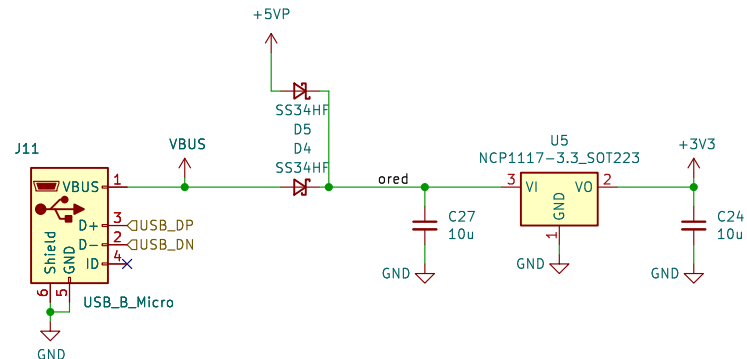 +5VP
SS34HF
D5
D4
SS34HF
J11
VBUS
ored
U5
NCP1117-3.3_SOT223
+3V3
VBUS 1
3 VI VO 2
GND
1
D+ 3 USB_DP
D- 2 USB_DN
ID 4
Shield
GND
6 5
USB_B_Micro
GND
C27
10u
GND
GND
C24
10u
GND